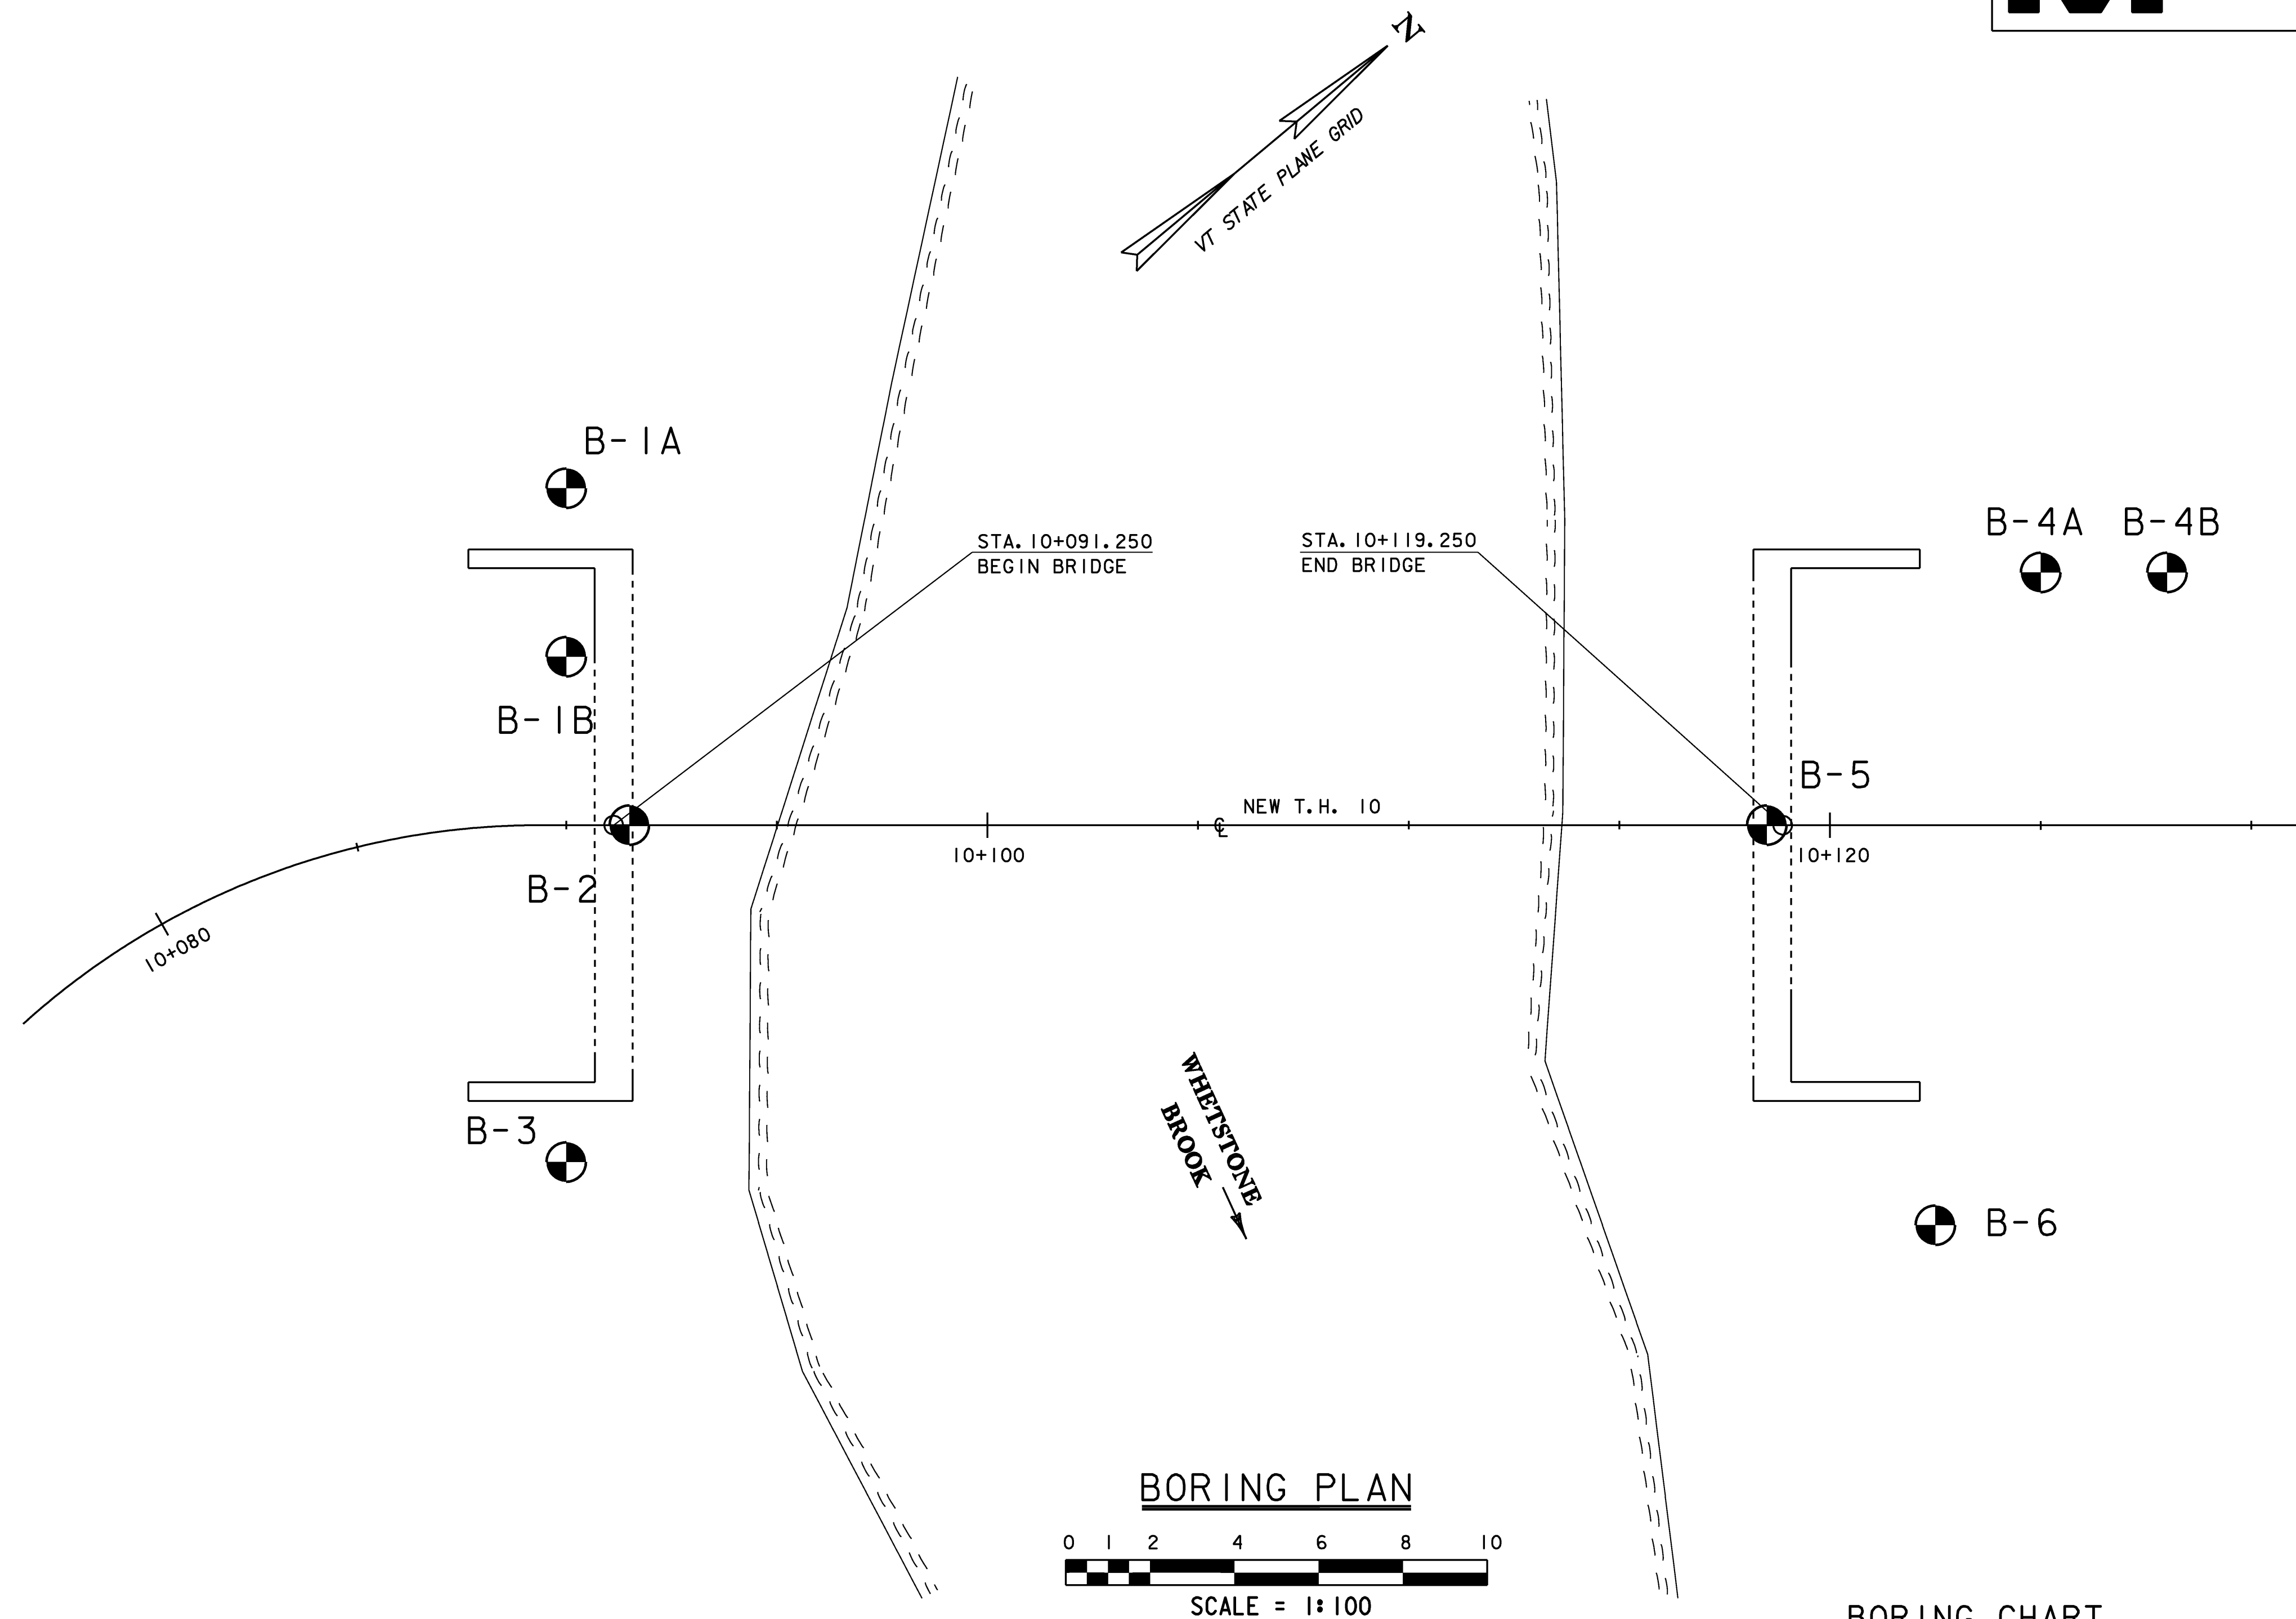 N
VT STATE PLANE GRID
B-1A
STA. 10+091.250
BEGIN BRIDGE
STA. 10+119.250
END BRIDGE
B-4A
B-4B
B-1B
B-5
NEW T.H. 10
℄
10+100
10+120
B-2
10+080
B-3
WHETSTONE
BROOK
B-6
BORING PLAN
0 1 2 4 6 8 10
SCALE = 1:100
BORING CHART